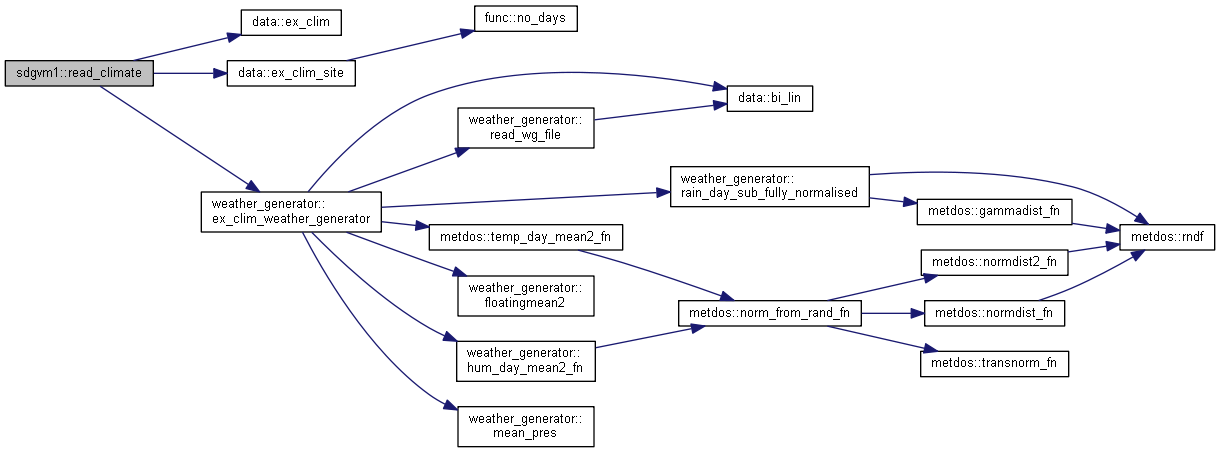 sdgvm1::read_climate
data::ex_clim
data::ex_clim_site
func::no_days
weather_generator::
ex_clim_weather_generator
data::bi_lin
weather_generator::
read_wg_file
weather_generator::
rain_day_sub_fully_normalised
metdos::temp_day_mean2_fn
weather_generator::
floatingmean2
weather_generator::
hum_day_mean2_fn
weather_generator::
mean_pres
metdos::norm_from_rand_fn
metdos::gammadist_fn
metdos::normdist2_fn
metdos::normdist_fn
metdos::transnorm_fn
metdos::rndf